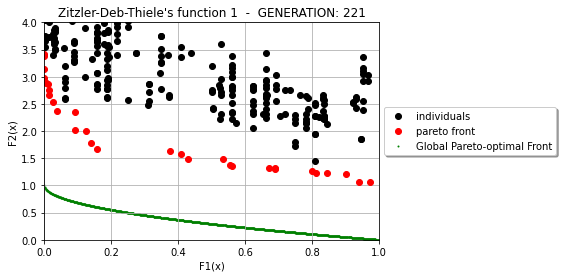 Zitzler-Deb-Thiele's function 1 - GENERATION: 221
4.0
3.5
3.0
2.5
2.0
1.5
1.0
0.5
0.0
F2(x)
0.0 0.2 0.4 0.6 0.8 1.0
F1(x)
individuals
pareto front
Global Pareto-optimal Front